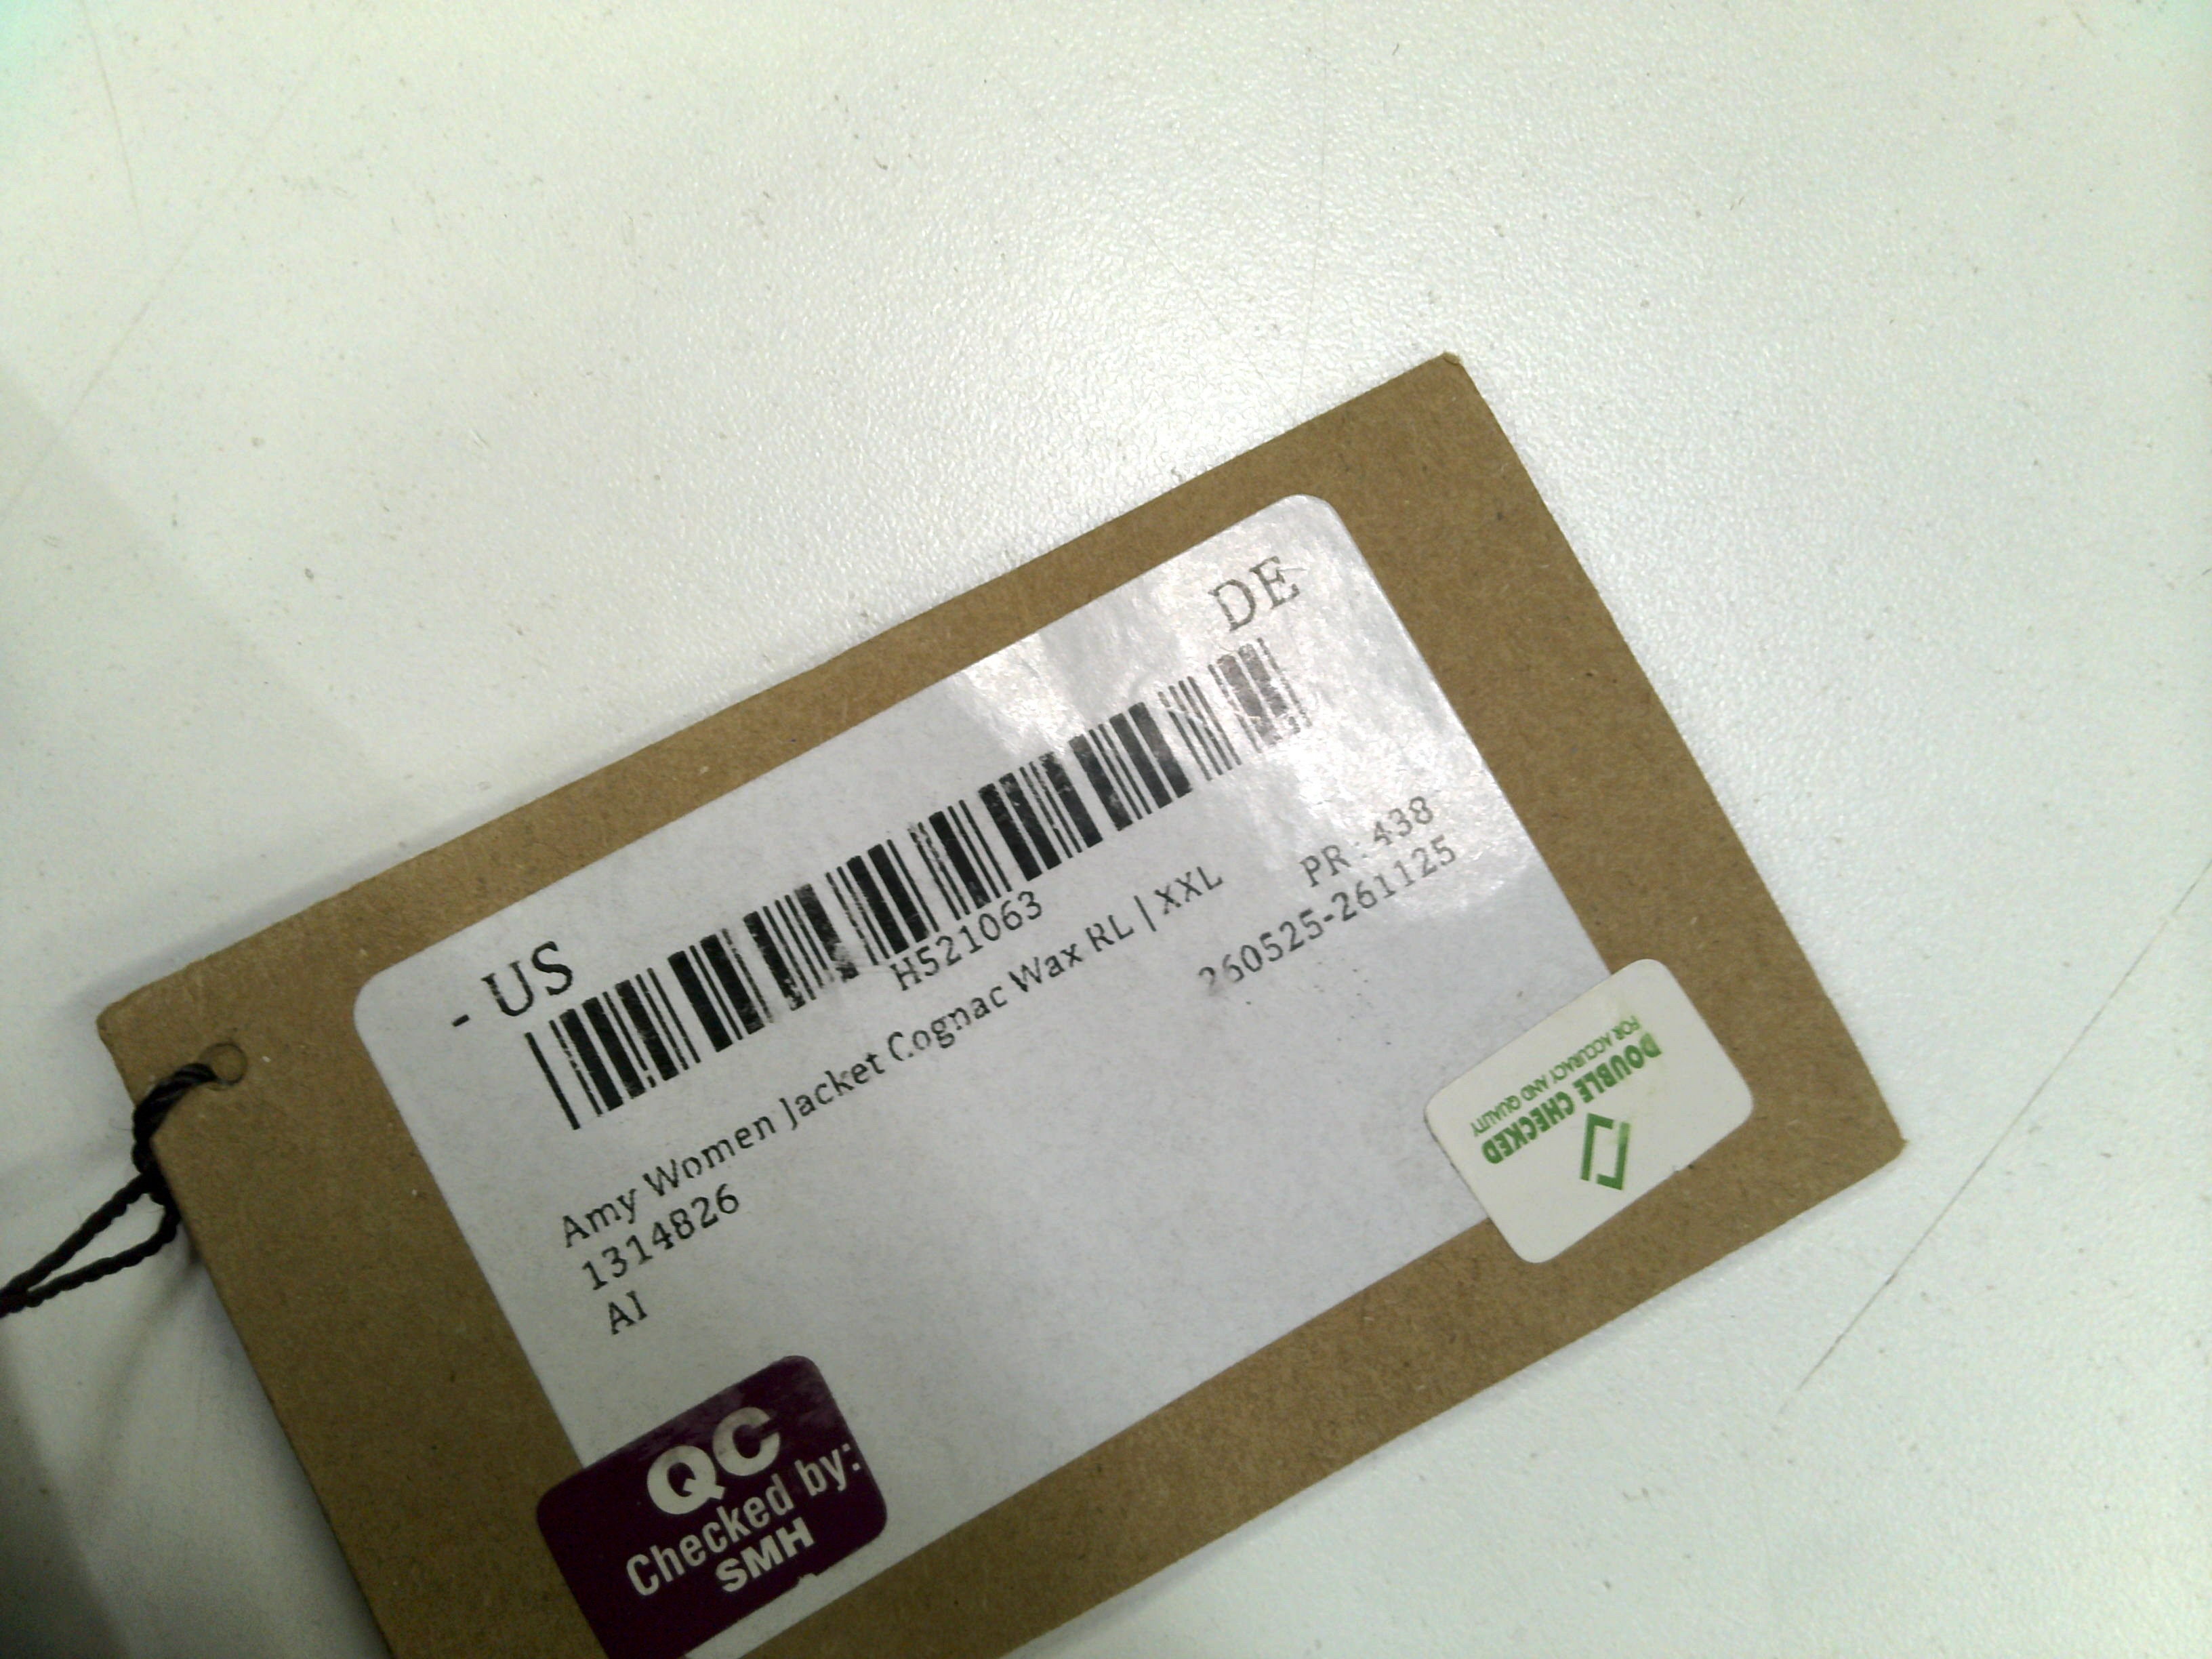 - US
DE
H521063
Amy Women Jacket Cognac Wax RL | XXL
PR : 438
1314826
260525-261125
AI
QC
Checked by:
SMH
DOUBLE CHECKED
FOR ACCURACY AND QUALITY